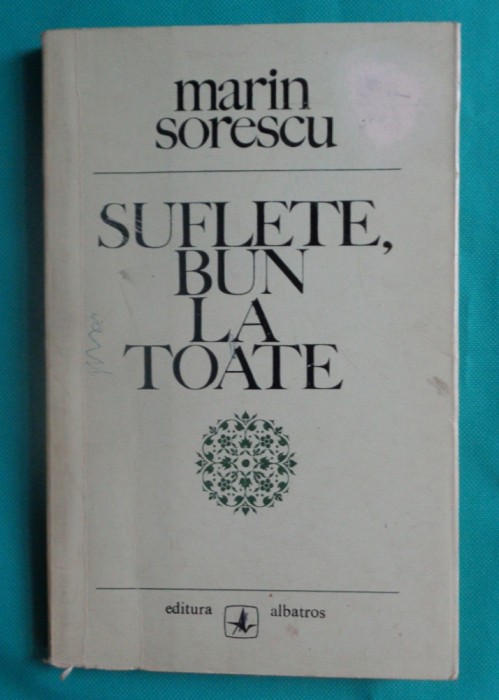 marin
sorescu
SUFLETE,
BUN
LA
TOATE
editura albatros